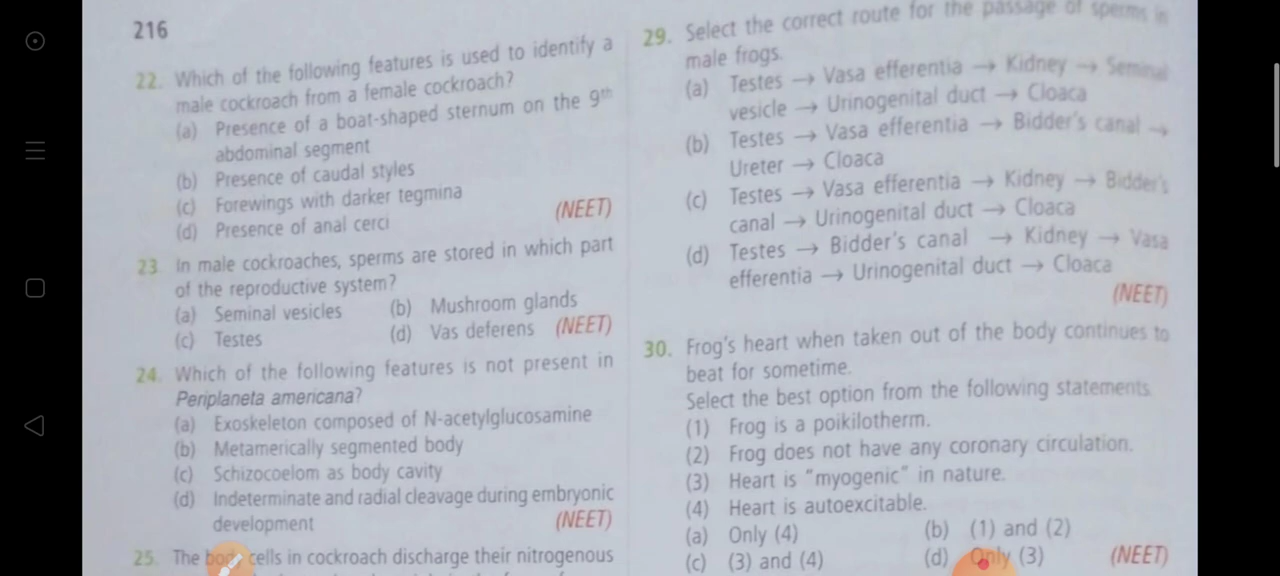 216
22. Which of the following features is used to identify a
male cockroach from a female cockroach?
(a) Presence of a boat-shaped sternum on the 9th
abdominal segment
(b) Presence of caudal styles
(c) Forewings with darker tegmina
(d) Presence of anal cerci (NEET)
23. In male cockroaches, sperms are stored in which part
of the reproductive system?
(a) Seminal vesicles (b) Mushroom glands
(c) Testes (d) Vas deferens (NEET)
24. Which of the following features is not present in
Periplaneta americana?
(a) Exoskeleton composed of N-acetylglucosamine
(b) Metamerically segmented body
(c) Schizocoelom as body cavity
(d) Indeterminate and radial cleavage during embryonic
development (NEET)
25. The body cells in cockroach discharge their nitrogenous
29. Select the correct route for the passage of sperms in
male frogs.
(a) Testes → Vasa efferentia → Kidney → Seminal
vesicle → Urinogenital duct → Cloaca
(b) Testes → Vasa efferentia → Bidder's canal →
Ureter → Cloaca
(c) Testes → Vasa efferentia → Kidney → Bidder's
canal → Urinogenital duct → Cloaca
(d) Testes → Bidder's canal → Kidney → Vasa
efferentia → Urinogenital duct → Cloaca
(NEET)
30. Frog's heart when taken out of the body continues to
beat for sometime.
Select the best option from the following statements.
(1) Frog is a poikilotherm.
(2) Frog does not have any coronary circulation.
(3) Heart is "myogenic" in nature.
(4) Heart is autoexcitable.
(a) Only (4) (b) (1) and (2)
(c) (3) and (4) (d) Only (3) (NEET)